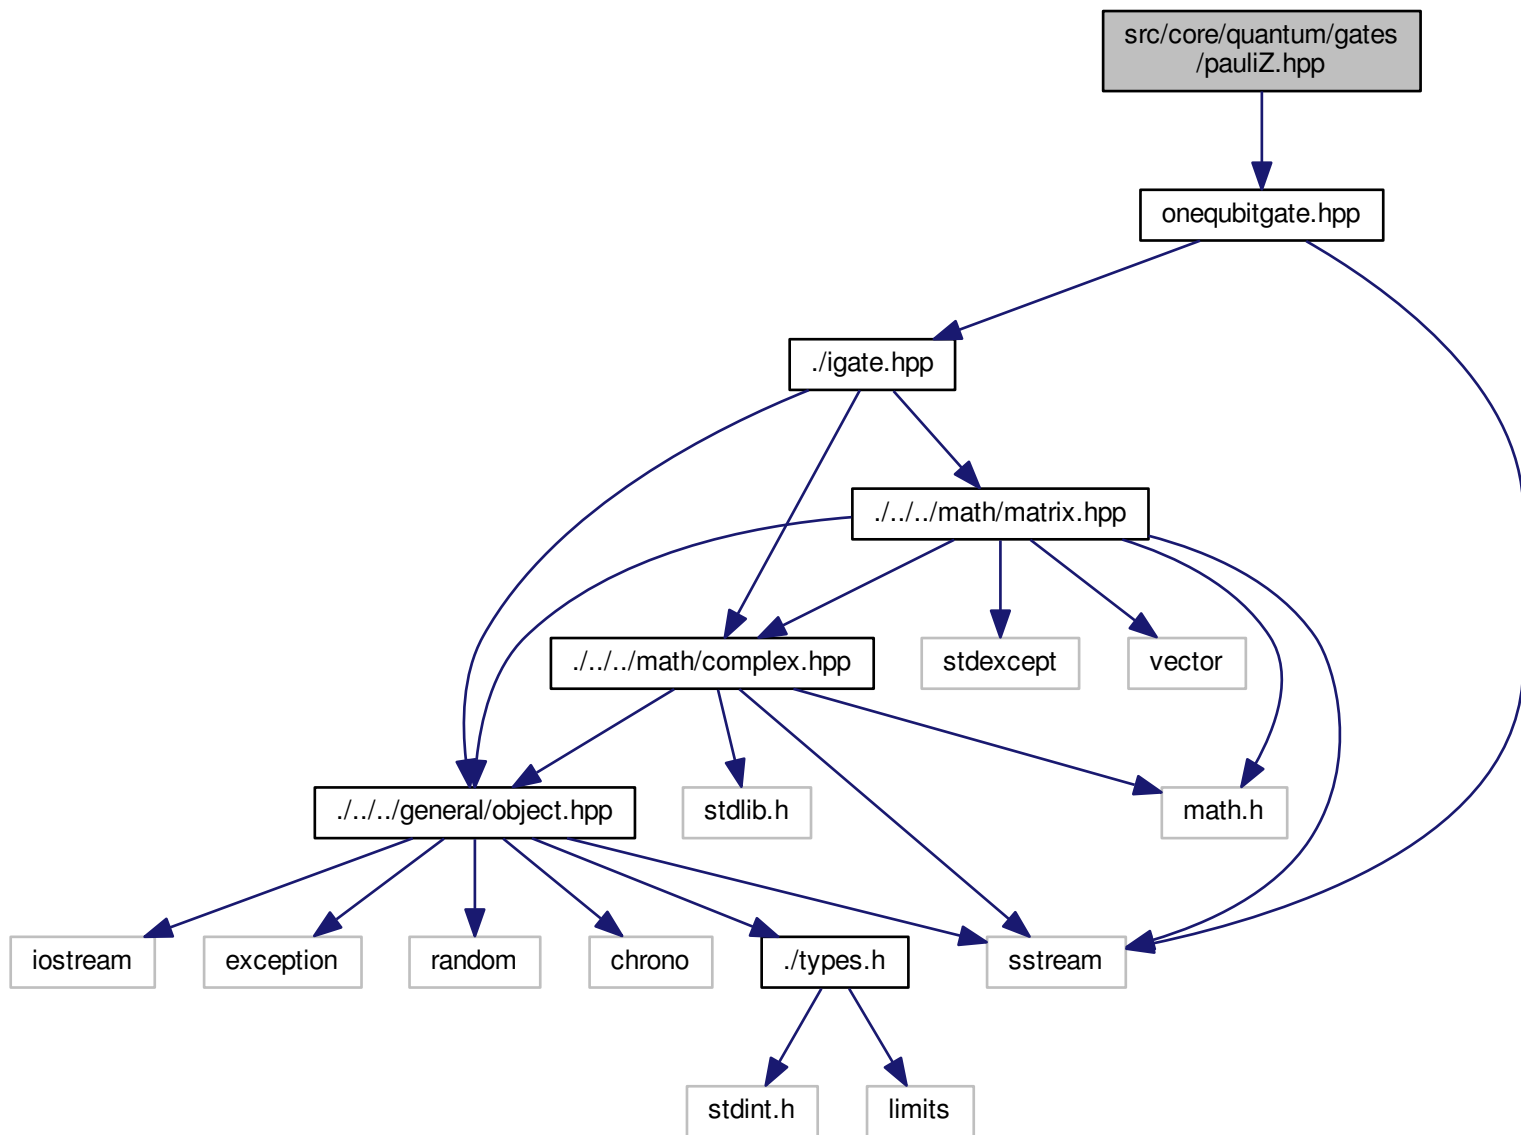 src/core/quantum/gates
/pauliZ.hpp
onequbitgate.hpp
./igate.hpp
./../../math/matrix.hpp
./../../math/complex.hpp
stdexcept
vector
./../../general/object.hpp
stdlib.h
math.h
iostream
exception
random
chrono
./types.h
sstream
stdint.h
limits